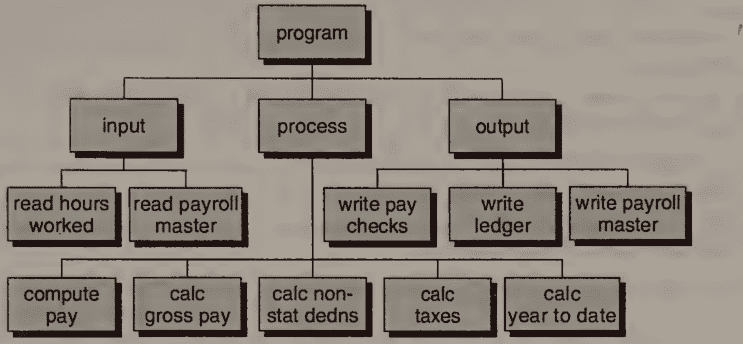 program
input
process
output
read hours
worked
read payroll
master
write pay
checks
write
ledger
write payroll
master
compute
pay
calc
gross pay
calc non-
stat dedns
calc
taxes
calc
year to date